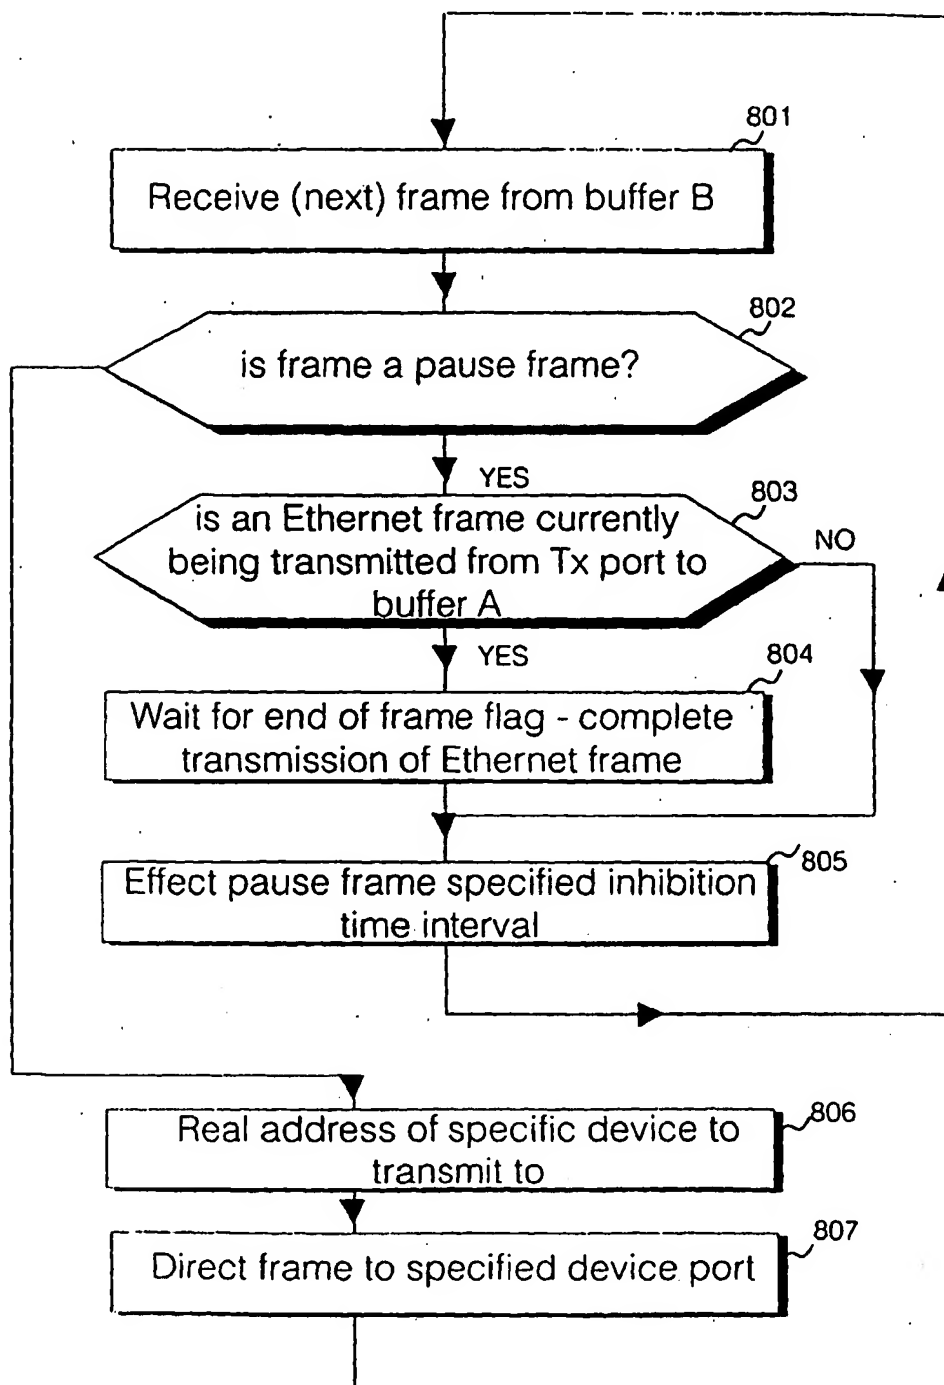 801
Receive (next) frame from buffer B
802
is frame a pause frame?
YES
803
is an Ethernet frame currently
being transmitted from Tx port to
buffer A
NO
YES
804
Wait for end of frame flag - complete
transmission of Ethernet frame
805
Effect pause frame specified inhibition
time interval
806
Real address of specific device to
transmit to
807
Direct frame to specified device port